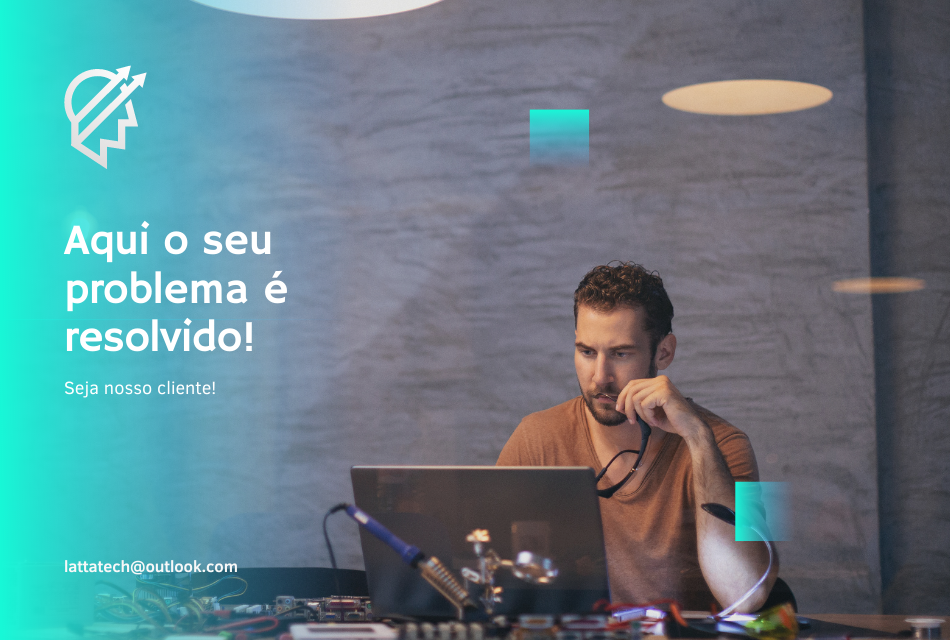 Aqui o seu
problema é
resolvido!
Seja nosso cliente!
lattatech@outlook.com